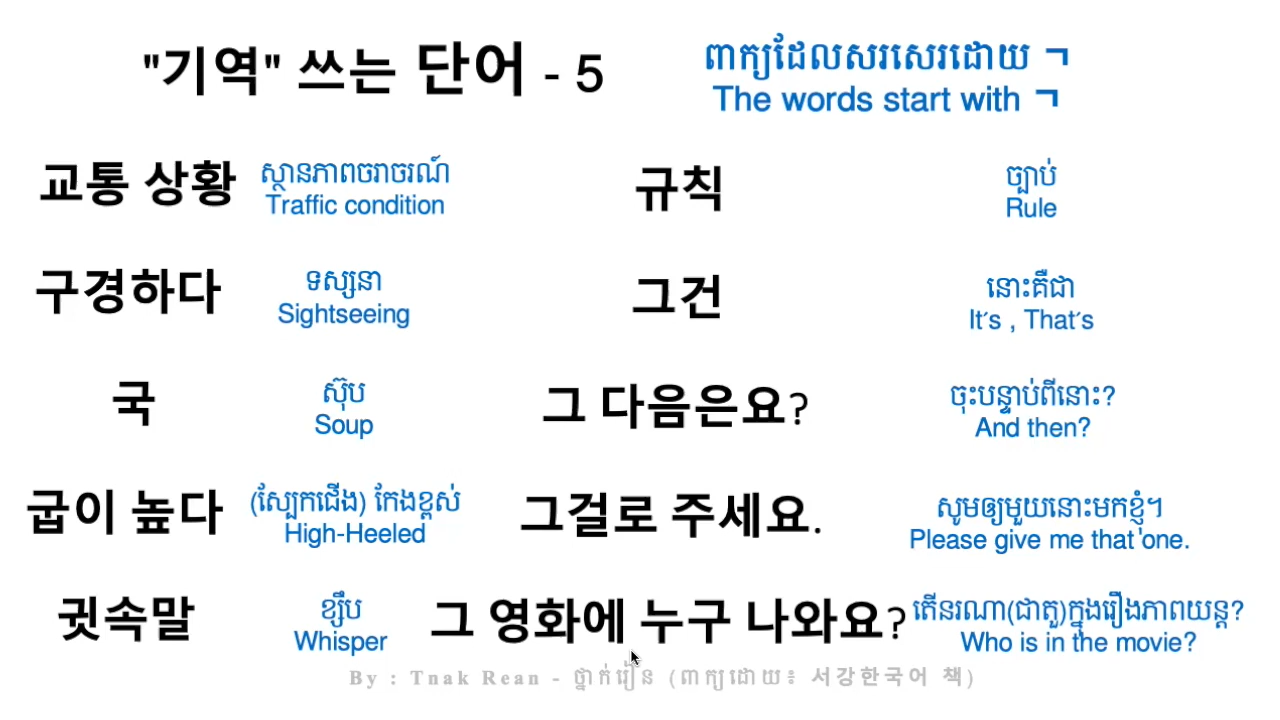 "기역" 쓰는 단어 - 5
ពាក្យដែលសរសេរដោយ ㄱ
The words start with ㄱ
교통 상황
ស្ថានភាពចរាចរណ៍
Traffic condition
규칙
ច្បាប់
Rule
구경하다
ទស្សនា
Sightseeing
그건
នោះគឺជា
It's , That's
국
ស៊ុប
Soup
그 다음은요?
ចុះបន្ទាប់ពីនោះ?
And then?
굽이 높다
(ស្បែកជើង) កែងខ្ពស់
High-Heeled
그걸로 주세요.
សូមឲ្យមួយនោះមកខ្ញុំ។
Please give me that one.
귓속말
ខ្សឹប
Whisper
그 영화에 누구 나와요?
តើនរណា(ជាតួ)ក្នុងរឿងភាពយន្ត?
Who is in the movie?
By : Tnak Rean - ថ្នាក់រៀន (ពាក្យដោយ៖ 서강한국어 책)